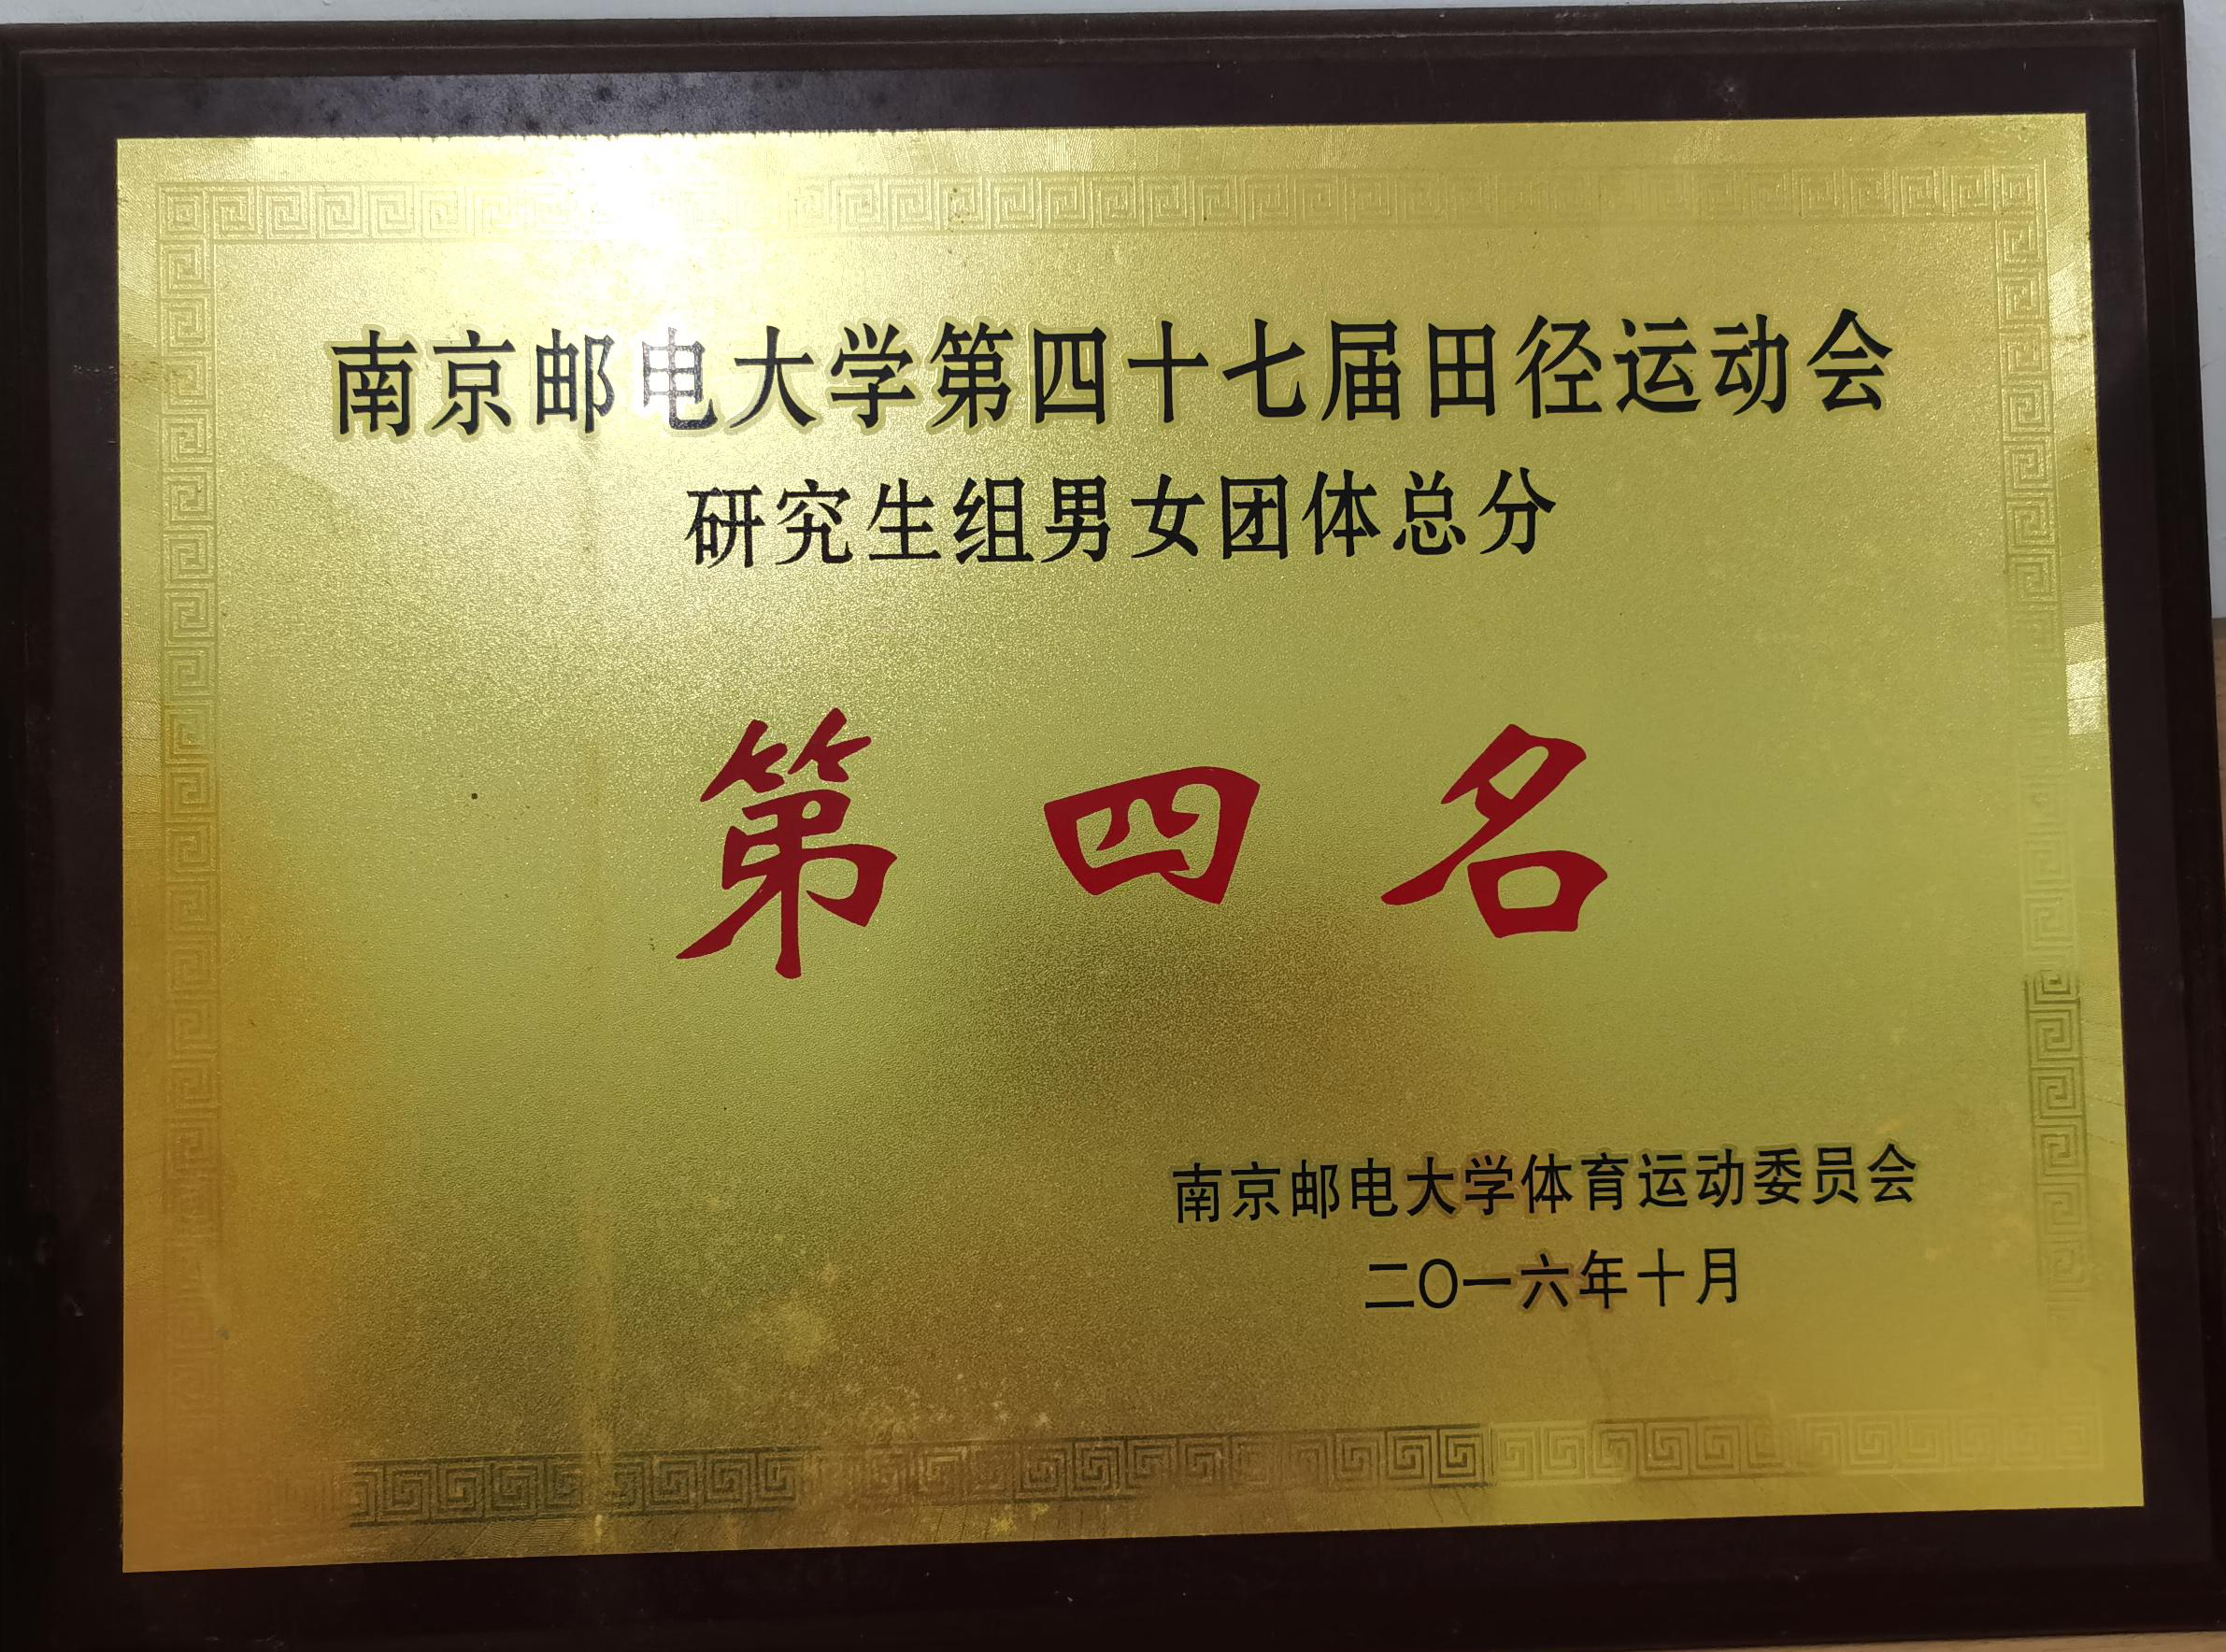 南京邮电大学第四十七届田径运动会
研究生组男女团体总分
第四名
南京邮电大学体育运动委员会
二〇一六年十月